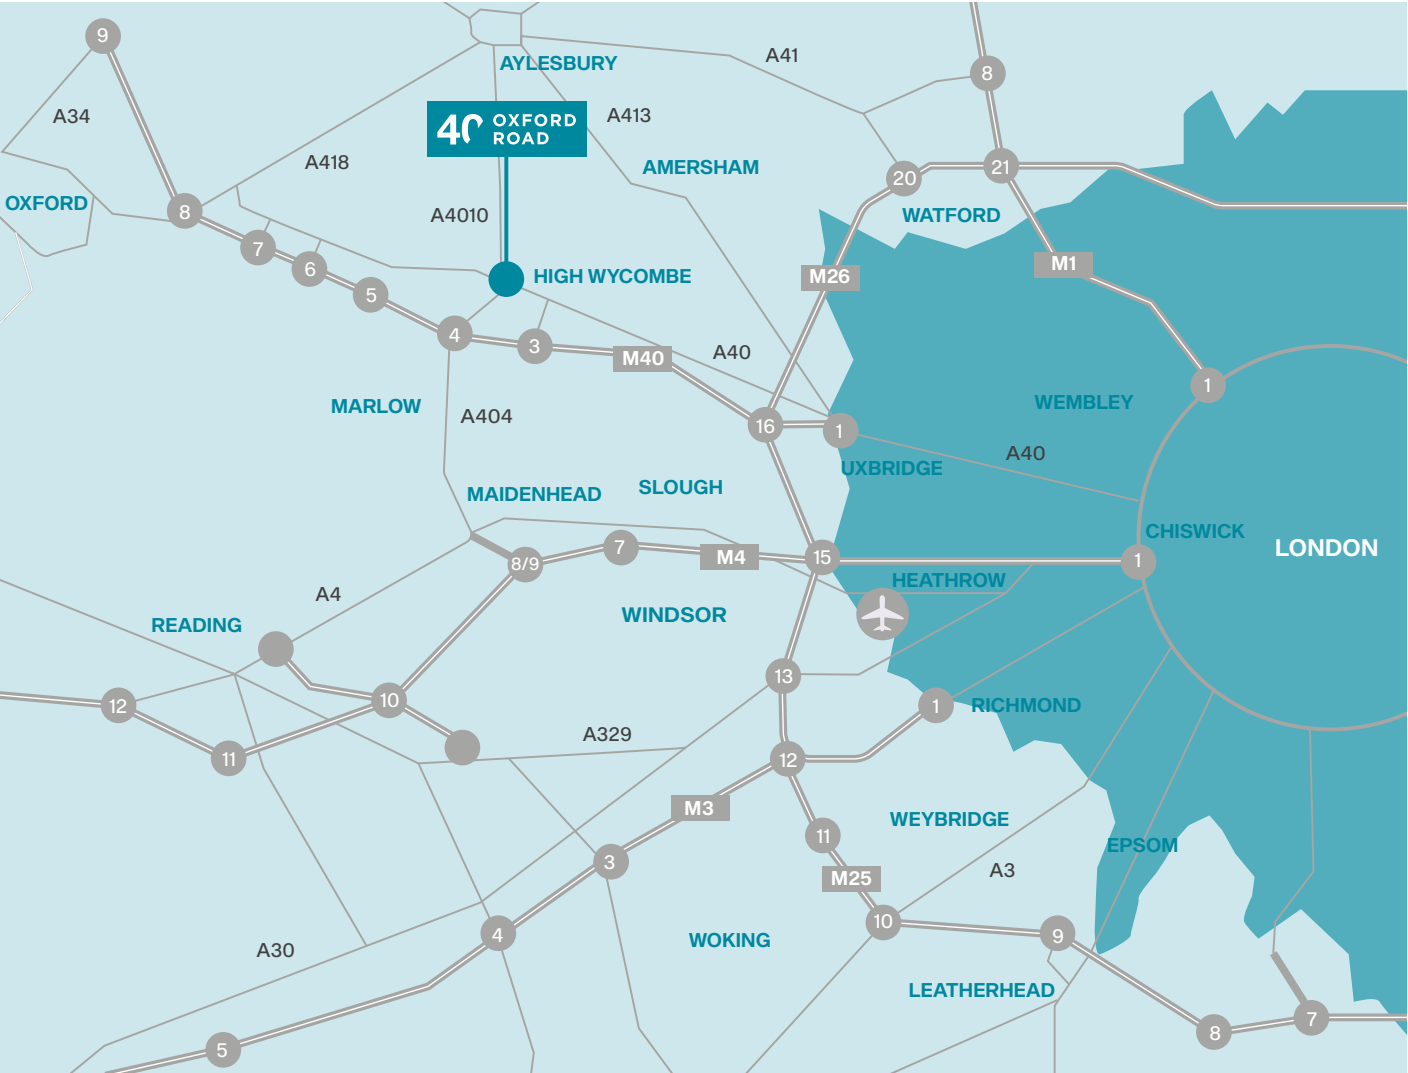 9
AYLESBURY
A41
8
A34
40 OXFORD
ROAD
A413
A418
AMERSHAM
20
21
OXFORD
8
A4010
WATFORD
7
6
HIGH WYCOMBE
M26
M1
5
4
3
M40
A40
1
MARLOW
A404
16
1
WEMBLEY
A40
UXBRIDGE
MAIDENHEAD
SLOUGH
CHISWICK
LONDON
8/9
7
M4
15
1
HEATHROW
A4
READING
WINDSOR
13
12
10
1
RICHMOND
11
A329
12
M3
11
WEYBRIDGE
EPSOM
3
A3
M25
10
4
WOKING
9
A30
LEATHERHEAD
5
8
7